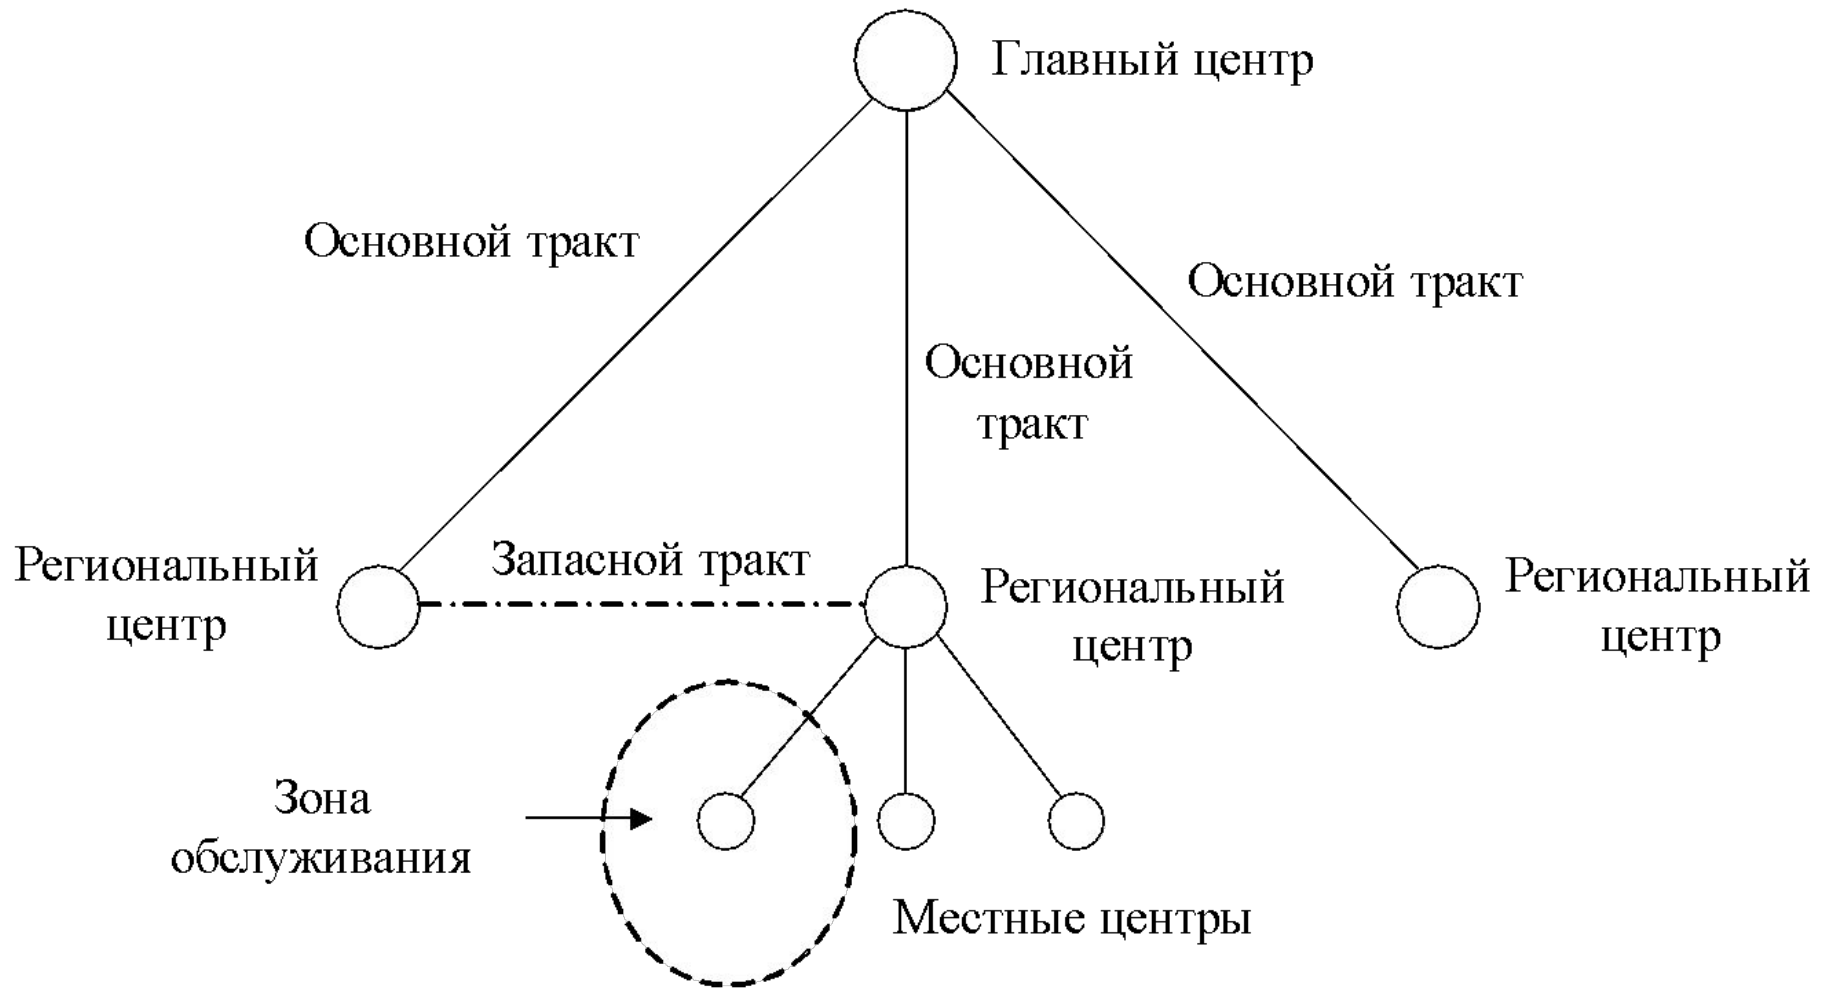 Главный центр
Основной тракт
Основной тракт
Основной
тракт
Региональный
центр
Запасной тракт
Региональный
центр
Региональный
центр
Зона
обслуживания
Местные центры